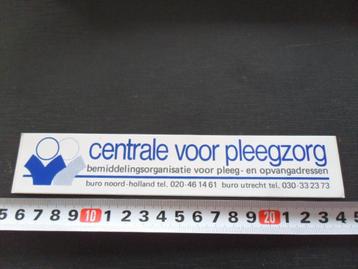 centrale voor pleegzorg
bemiddelingsorganisatie voor pleeg- en opvangadressen
buro noord-holland tel. 020-46 14 61 buro utrecht tel. 030-33 23 73
5 6 7 8 9 10 1 2 3 4 5 6 7 8 9 20 1 2 3 4 5